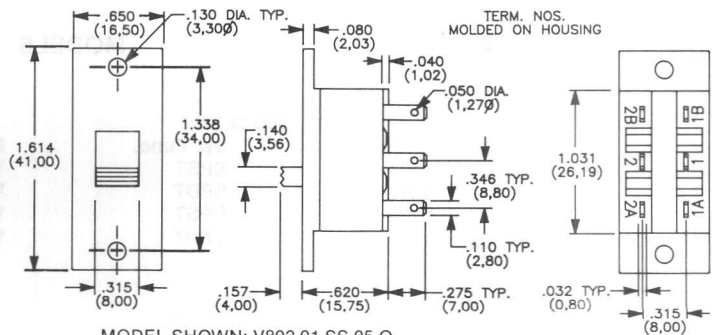 .650
(16,50)
.130 DIA. TYP.
(3,30Ø)
1.614
(41,00)
1.338
(34,00)
.315
(8,00)
.080
(2,03)
.040
(1,02)
.050 DIA.
(1,27Ø)
.140
(3,56)
.346 TYP.
(8,80)
.110 TYP.
(2,80)
.157
(4,00)
.620
(15,75)
.275 TYP.
(7,00)
TERM. NOS.
MOLDED ON HOUSING
2B
1B
2
1
2A
1A
1.031
(26,19)
.032 TYP.
(0,80)
.315
(8,00)
MODEL SHOWN: V802 01 SS 05 Q